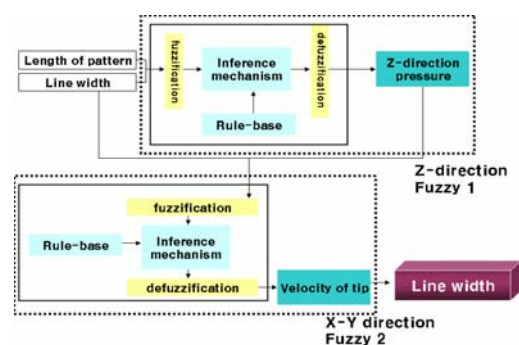 Length of pattern
Line width
fuzzification
Inference
mechanism
Rule-base
defuzzification
Z-direction
pressure
Z-direction
Fuzzy 1
fuzzification
Rule-base
Inference
mechanism
defuzzification
Velocity of tip
Line width
X-Y direction
Fuzzy 2